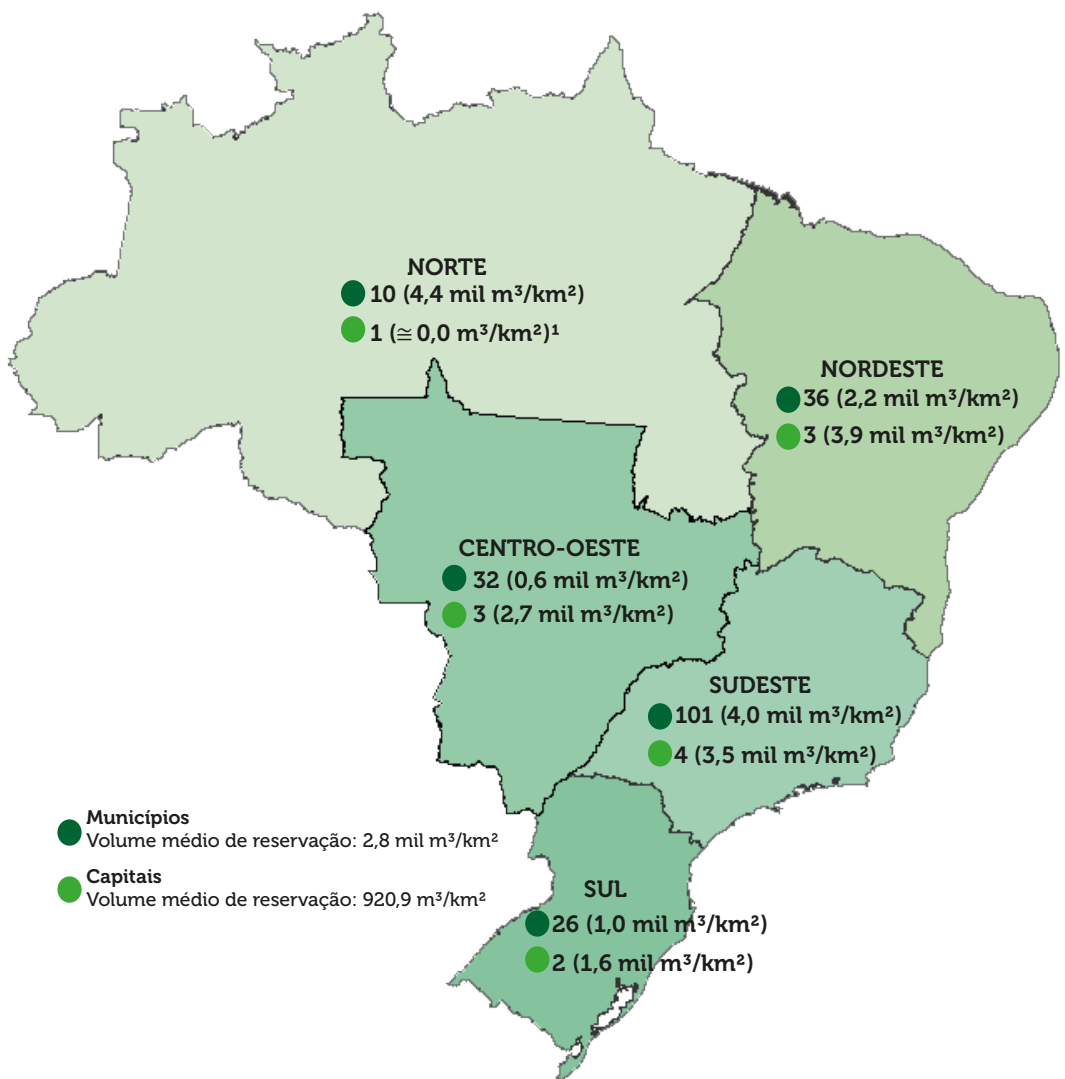 NORTE
10 (4,4 mil m³/km²)
1 (≅ 0,0 m³/km²)¹
NORDESTE
36 (2,2 mil m³/km²)
3 (3,9 mil m³/km²)
CENTRO-OESTE
32 (0,6 mil m³/km²)
3 (2,7 mil m³/km²)
SUDESTE
101 (4,0 mil m³/km²)
4 (3,5 mil m³/km²)
Municípios
Volume médio de reservação: 2,8 mil m³/km²
Capitais
Volume médio de reservação: 920,9 m³/km²
SUL
26 (1,0 mil m³/km²)
2 (1,6 mil m³/km²)